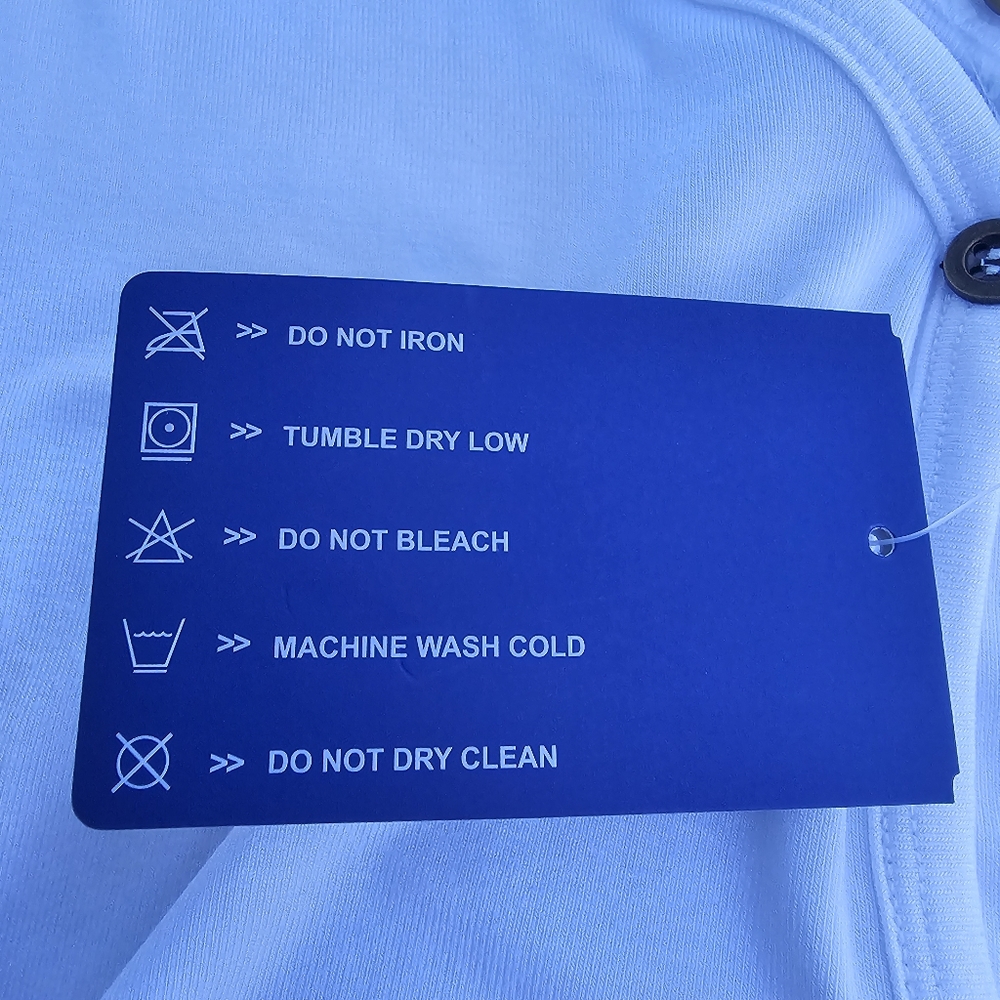 >> DO NOT IRON
>> TUMBLE DRY LOW
>> DO NOT BLEACH
>> MACHINE WASH COLD
>> DO NOT DRY CLEAN